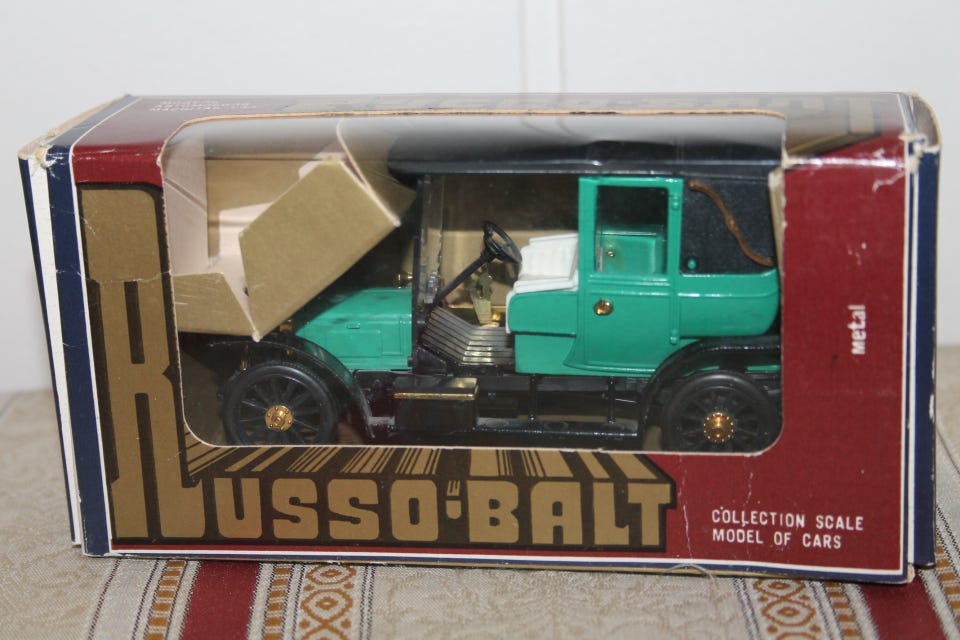 RUSSO-BALT
COLLECTION SCALE
MODEL OF CARS
metal